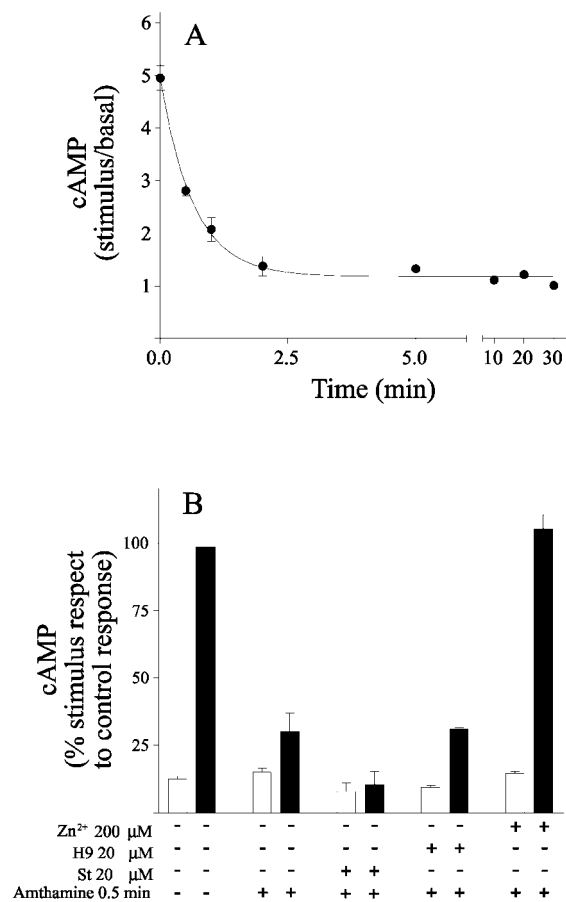 A
6
5
4
3
2
1
cAMP
(stimulus/basal)
0.0 2.5 5.0 10 20 30
Time (min)
B
100
75
50
25
cAMP
(% stimulus respect
to control response)
Zn²⁺ 200 μM - - - - - - - - + +
H9 20 μM - - - - - - + + - -
St 20 μM - - - - + + - - - -
Amthamine 0.5 min - - + + + + + + + +